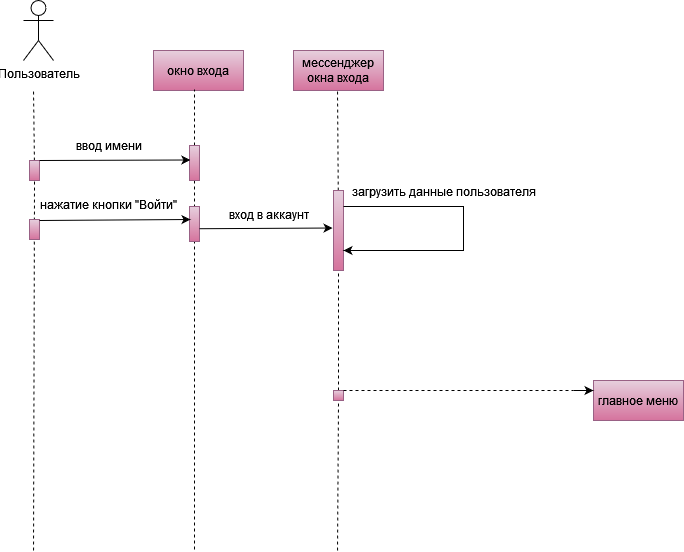 Пользователь
окно входа
мессенджер
окна входа
ввод имени
загрузить данные пользователя
нажатие кнопки "Войти"
вход в аккаунт
главное меню